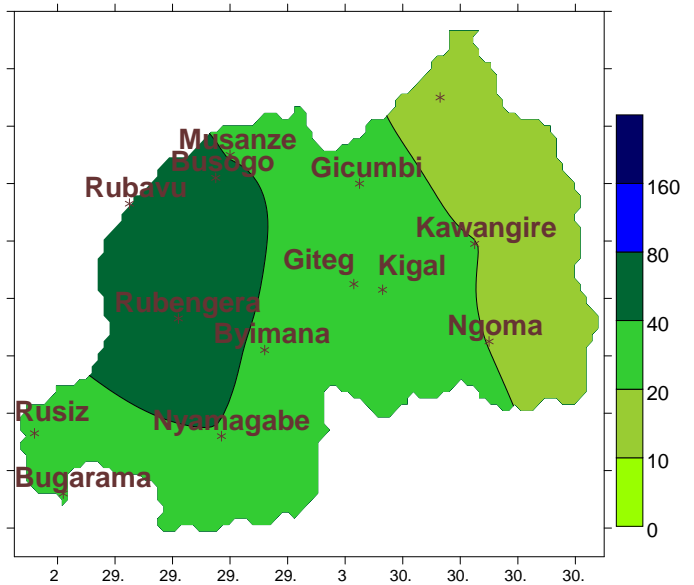 Musanze
Busogo
Gicumbi
Rubavu
Kawangire
Giteg
Kigal
Rubengera
Ngoma
Byimana
Rusiz
Nyamagabe
Bugarama
160
80
40
20
10
0
2 29. 29. 29. 29. 3 30. 30. 30. 30.